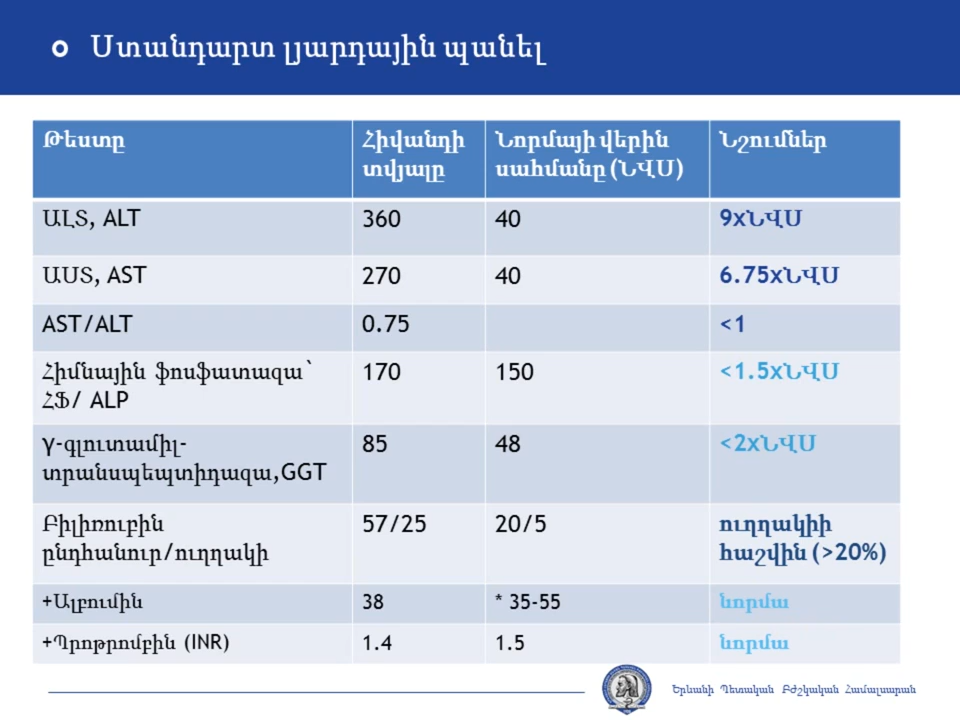 Ստանդարտ լյարդային պանել
Թեստը
Հիվանդի
տվյալը
Նորմայի վերին
սահմանը (ՆՎՍ)
Նշումներ
ԱԼՏ, ALT
360
40
9xՆՎՍ
ԱՍՏ, AST
270
40
6.75xՆՎՍ
AST/ALT
0.75
<1
Հիմնային ֆոսֆատազա՝
ՀՖ/ ALP
170
150
<1.5xՆՎՍ
γ-գլուտամիլ-
տրանսպեպտիդազա,GGT
85
48
<2xՆՎՍ
Բիլիռուբին
ընդհանուր/ուղղակի
57/25
20/5
ուղղակիի
հաշվին (>20%)
+Ալբումին
38
* 35-55
նորմա
+Պրոթրոմբին (INR)
1.4
1.5
նորմա
Երևանի Պետական Բժշկական Համալսարան